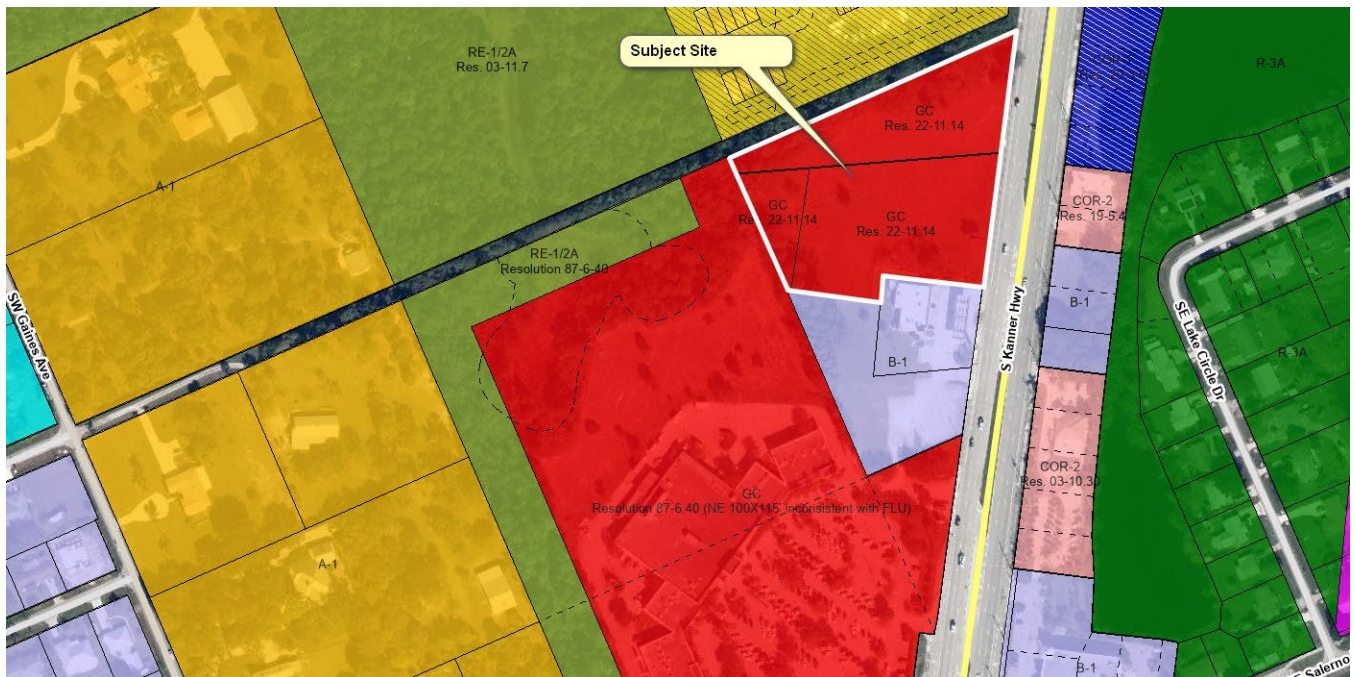 RE-1/2A
Res. 03-11.7
Subject Site
R-3A
GC
Res. 22-11.14
A-1
COR-2
Res. 19-5.4
GC
Res. 22-11.14
GC
Res. 22-11.14
RE-1/2A
Resolution 87-6-40
B-1
S Kanner Hwy
SW Gaines Ave
SE Lake Circle Dr
B-1
R-3A
COR-2
Res. 03-10.30
GC
Resolution 87-6.40 (NE 100X115' inconsistent with FLU)
A-1
B-1
Salerno